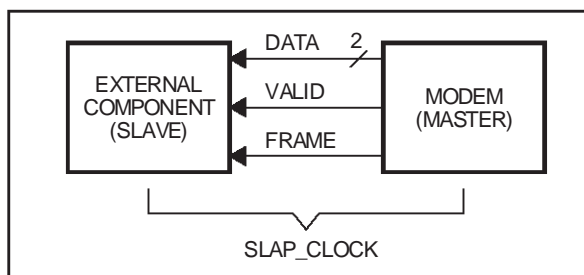 DATA
2
EXTERNAL
COMPONENT
(SLAVE)
VALID
MODEM
(MASTER)
FRAME
SLAP_CLOCK